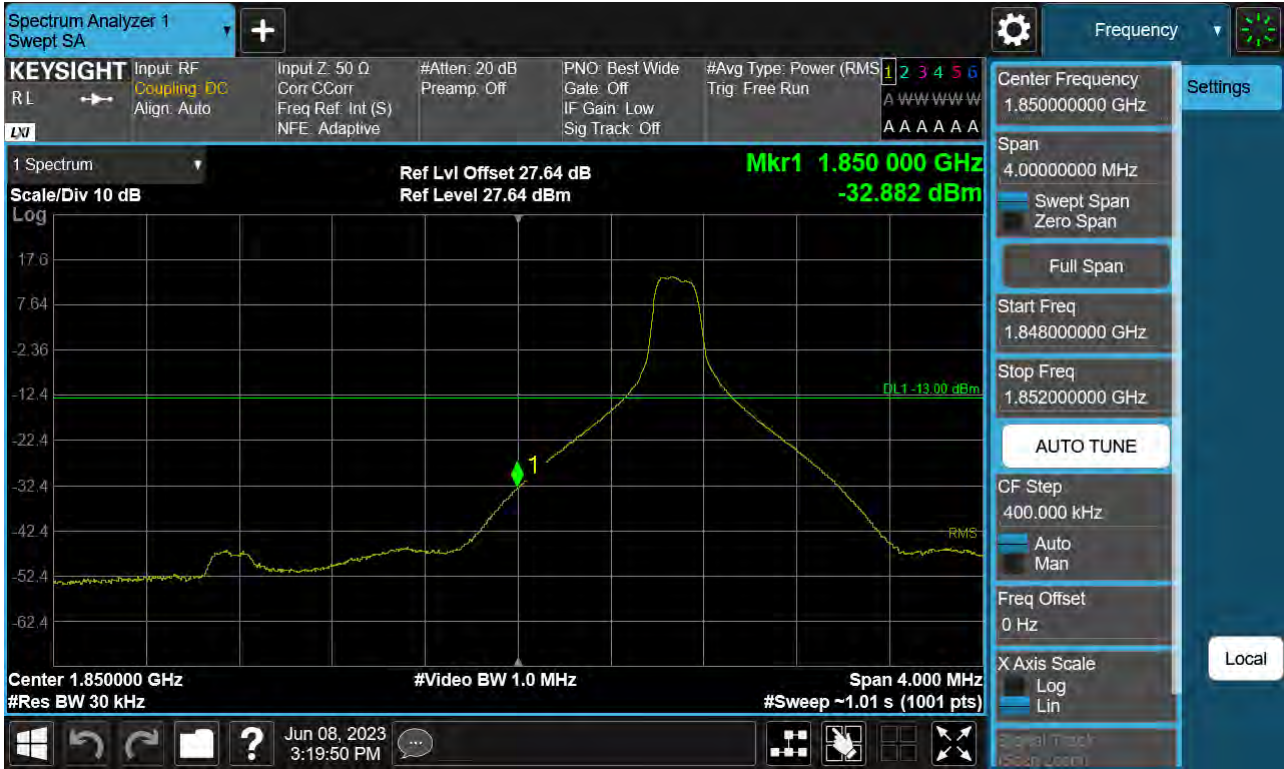 Spectrum Analyzer 1
Swept SA
+
Frequency
KEYSIGHT
R L
LXI
Input: RF
Coupling: DC
Align: Auto
Input Z: 50 Ω
Corr CCorr
Freq Ref: Int (S)
NFE: Adaptive
#Atten: 20 dB
Preamp: Off
PNO: Best Wide
Gate: Off
IF Gain: Low
Sig Track: Off
#Avg Type: Power (RMS
Trig: Free Run
1 2 3 4 5 6
A W W W W W
A A A A A A
1 Spectrum
Scale/Div 10 dB
Log
Ref Lvl Offset 27.64 dB
Ref Level 27.64 dBm
Mkr1 1.850 000 GHz
-32.882 dBm
17.6
7.64
-2.36
-12.4
-22.4
-32.4
-42.4
-52.4
-62.4
DL1 -13.00 dBm
1
RMS
Center 1.850000 GHz
#Res BW 30 kHz
#Video BW 1.0 MHz
Span 4.000 MHz
#Sweep ~1.01 s (1001 pts)
Center Frequency
1.850000000 GHz
Settings
Span
4.00000000 MHz
Swept Span
Zero Span
Full Span
Start Freq
1.848000000 GHz
Stop Freq
1.852000000 GHz
AUTO TUNE
CF Step
400.000 kHz
Auto
Man
Freq Offset
0 Hz
X Axis Scale
Log
Lin
Local
Signal Track
(Span Zoom)
?
Jun 08, 2023
3:19:50 PM